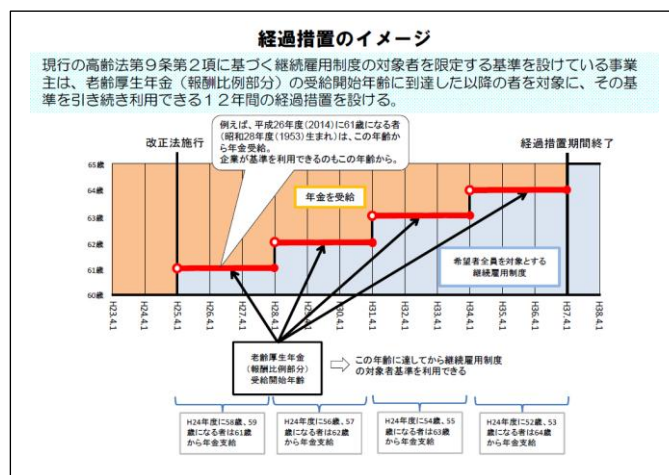 経過措置のイメージ
現行の高齢法第９条第２項に基づく継続雇用制度の対象者を限定する基準を設けている事業
主は、老齢厚生年金（報酬比例部分）の受給開始年齢に到達した以降の者を対象に、その基
準を引き続き利用できる１２年間の経過措置を設ける。
改正法施行
例えば、平成26年度(2014)に61歳になる者
（昭和28年度(1953)生まれ）は、この年齢か
ら年金受給。
企業が基準を利用できるのもこの年齢から。
経過措置期間終了
65歳
64歳
63歳
62歳
61歳
60歳
年金を受給
希望者全員を対象とする
継続雇用制度
H23.4.1
H24.4.1
H25.4.1
H26.4.1
H27.4.1
H28.4.1
H29.4.1
H30.4.1
H31.4.1
H32.4.1
H33.4.1
H34.4.1
H35.4.1
H36.4.1
H37.4.1
H38.4.1
老齢厚生年金
（報酬比例部分）
受給開始年齢
この年齢に達してから継続雇用制度
の対象者基準を利用できる
H24年度に58歳、59
歳になる者は61歳
から年金支給
H24年度に56歳、57
歳になる者は62歳
から年金支給
H24年度に54歳、55
歳になる者は63歳
から年金支給
H24年度に52歳、53
歳になる者は64歳
から年金支給